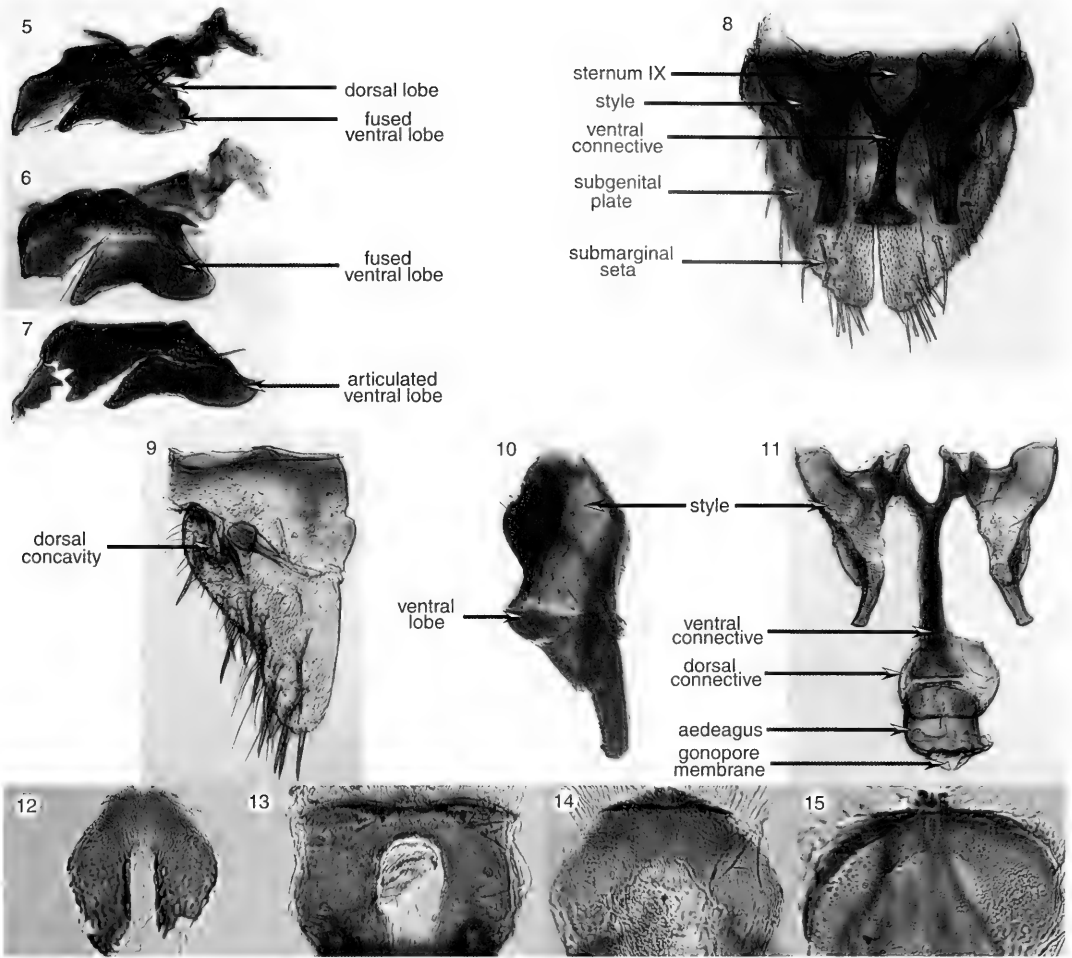 5
dorsal lobe
fused
ventral lobe
6
fused
ventral lobe
7
articulated
ventral lobe
8
sternum IX
style
ventral
connective
subgenital
plate
submarginal
seta
9
dorsal
concavity
10
style
ventral
lobe
11
ventral
connective
dorsal
connective
aedeagus
gonopore
membrane
12
13
14
15